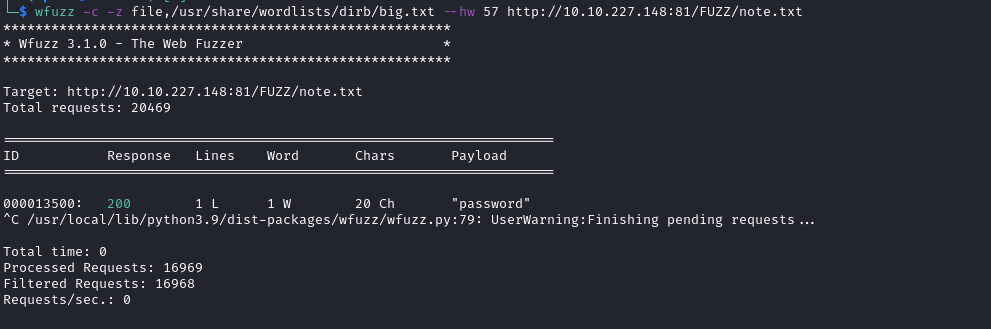 └─$ wfuzz -c -z file,/usr/share/wordlists/dirb/big.txt --hw 57 http://10.10.227.148:81/FUZZ/note.txt
********************************************************
* Wfuzz 3.1.0 - The Web Fuzzer                         *
********************************************************
Target: http://10.10.227.148:81/FUZZ/note.txt
Total requests: 20469
=====================================================================
ID           Response   Lines    Word       Chars       Payload
=====================================================================
000013500:   200        1 L      1 W        20 Ch       "password"
^C /usr/local/lib/python3.9/dist-packages/wfuzz/wfuzz.py:79: UserWarning:Finishing pending requests...
Total time: 0
Processed Requests: 16969
Filtered Requests: 16968
Requests/sec.: 0